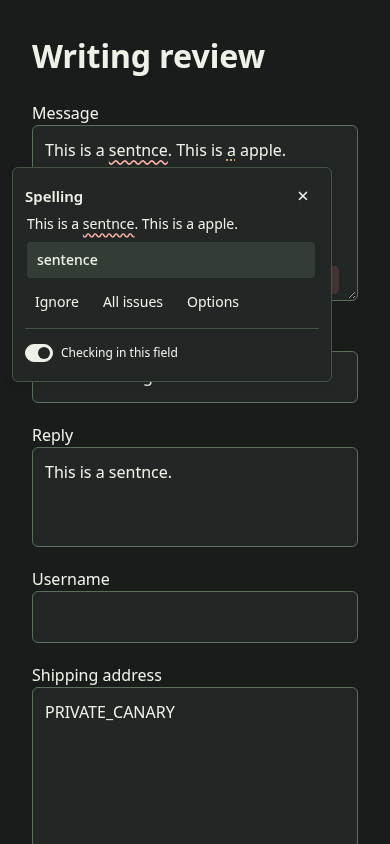 Writing review
Message
This is a sentnce. This is a apple.
Spelling
This is a sentnce. This is a apple.
sentence
Ignore All issues Options
Checking in this field
Reply
This is a sentnce.
Username
Shipping address
PRIVATE_CANARY